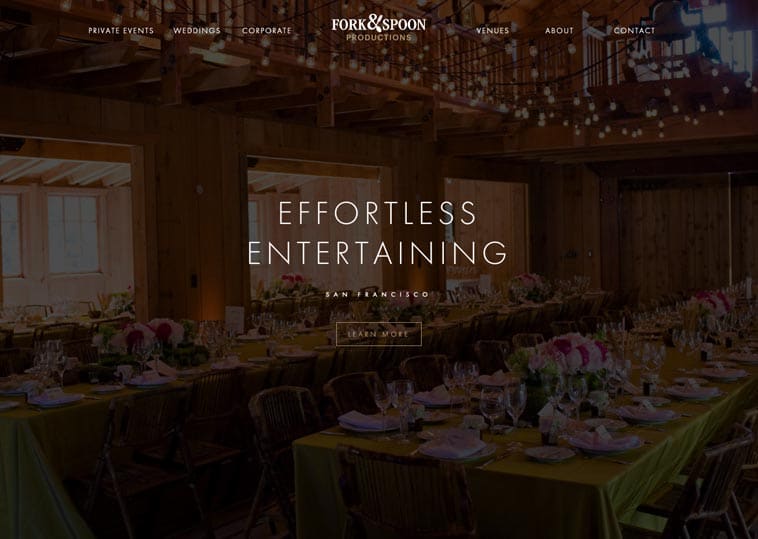 PRIVATE EVENTS WEDDINGS CORPORATE FORK&SPOON PRODUCTIONS VENUES ABOUT CONTACT
EFFORTLESS
ENTERTAINING
SAN FRANCISCO
LEARN MORE